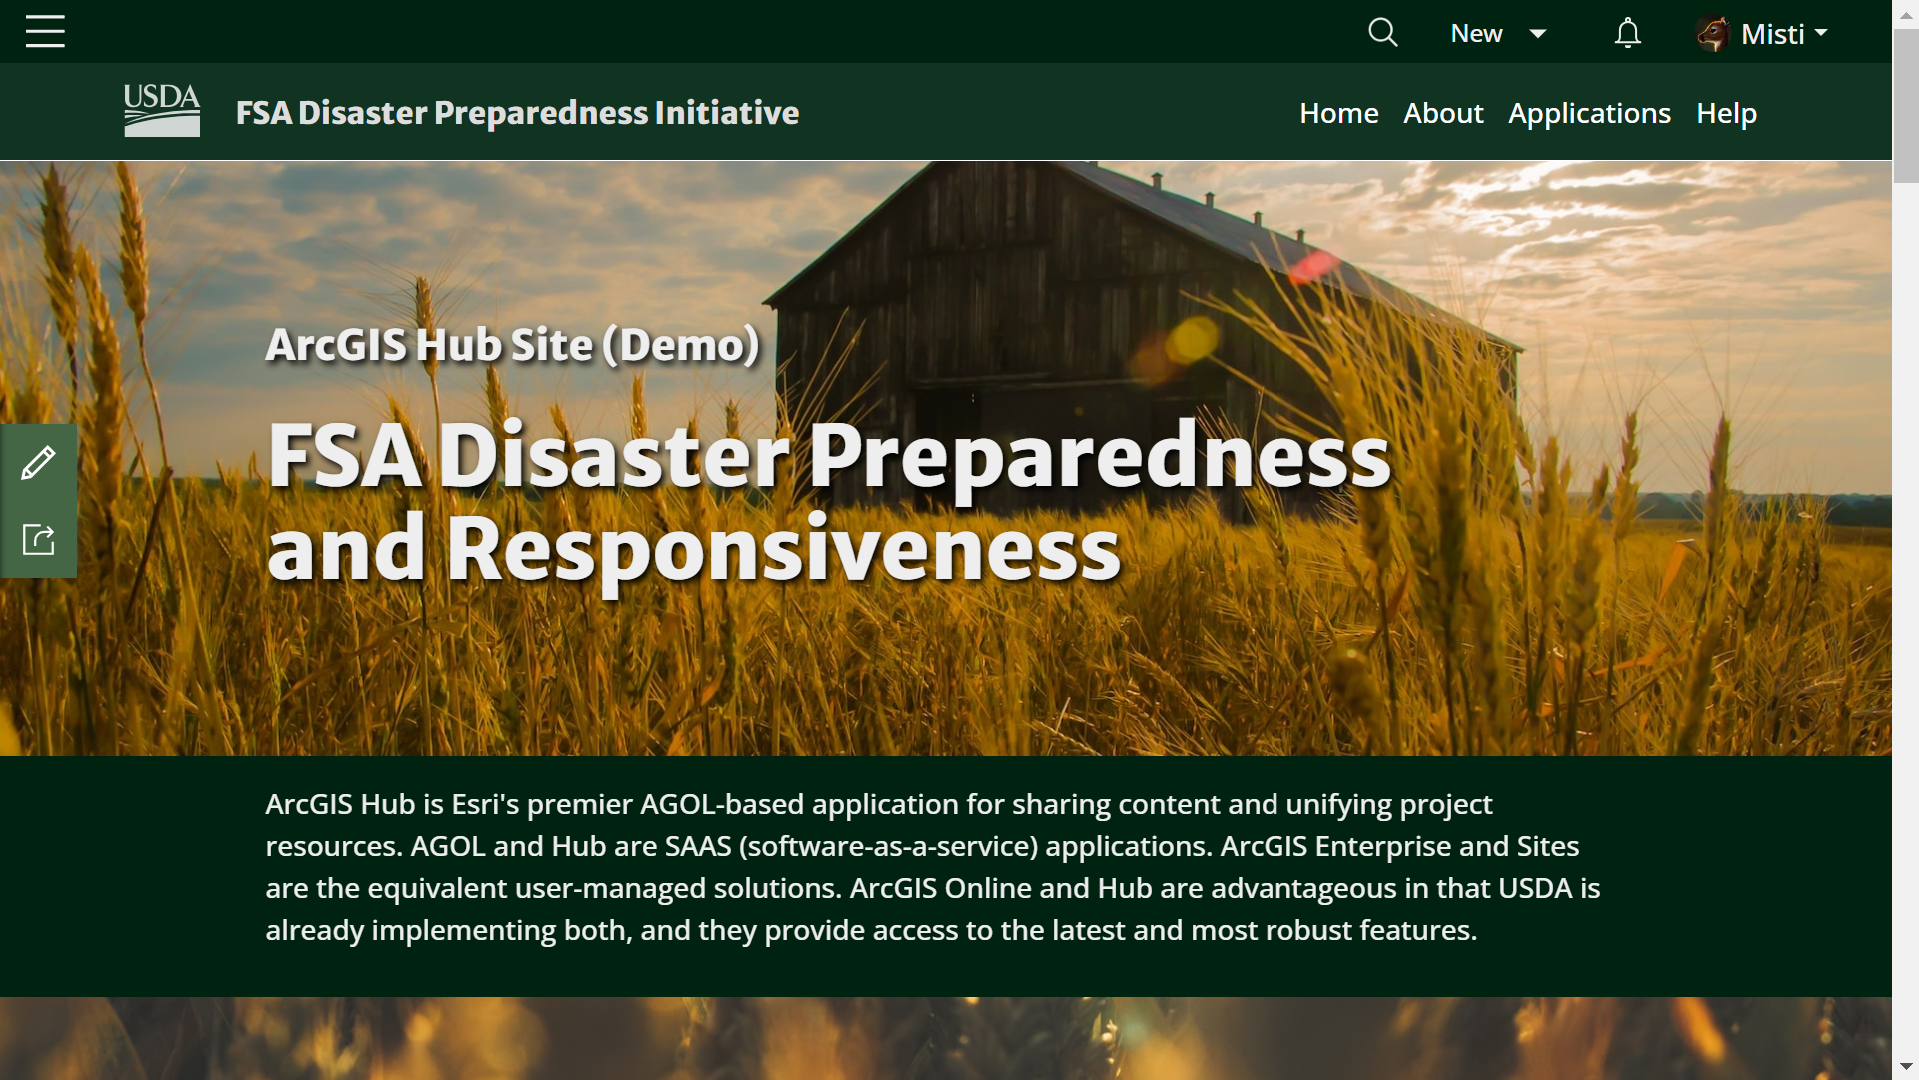 New
Misti
USDA
FSA Disaster Preparedness Initiative
Home About Applications Help
ArcGIS Hub Site (Demo)
FSA Disaster Preparedness
and Responsiveness
ArcGIS Hub is Esri's premier AGOL-based application for sharing content and unifying project
resources. AGOL and Hub are SAAS (software-as-a-service) applications. ArcGIS Enterprise and Sites
are the equivalent user-managed solutions. ArcGIS Online and Hub are advantageous in that USDA is
already implementing both, and they provide access to the latest and most robust features.